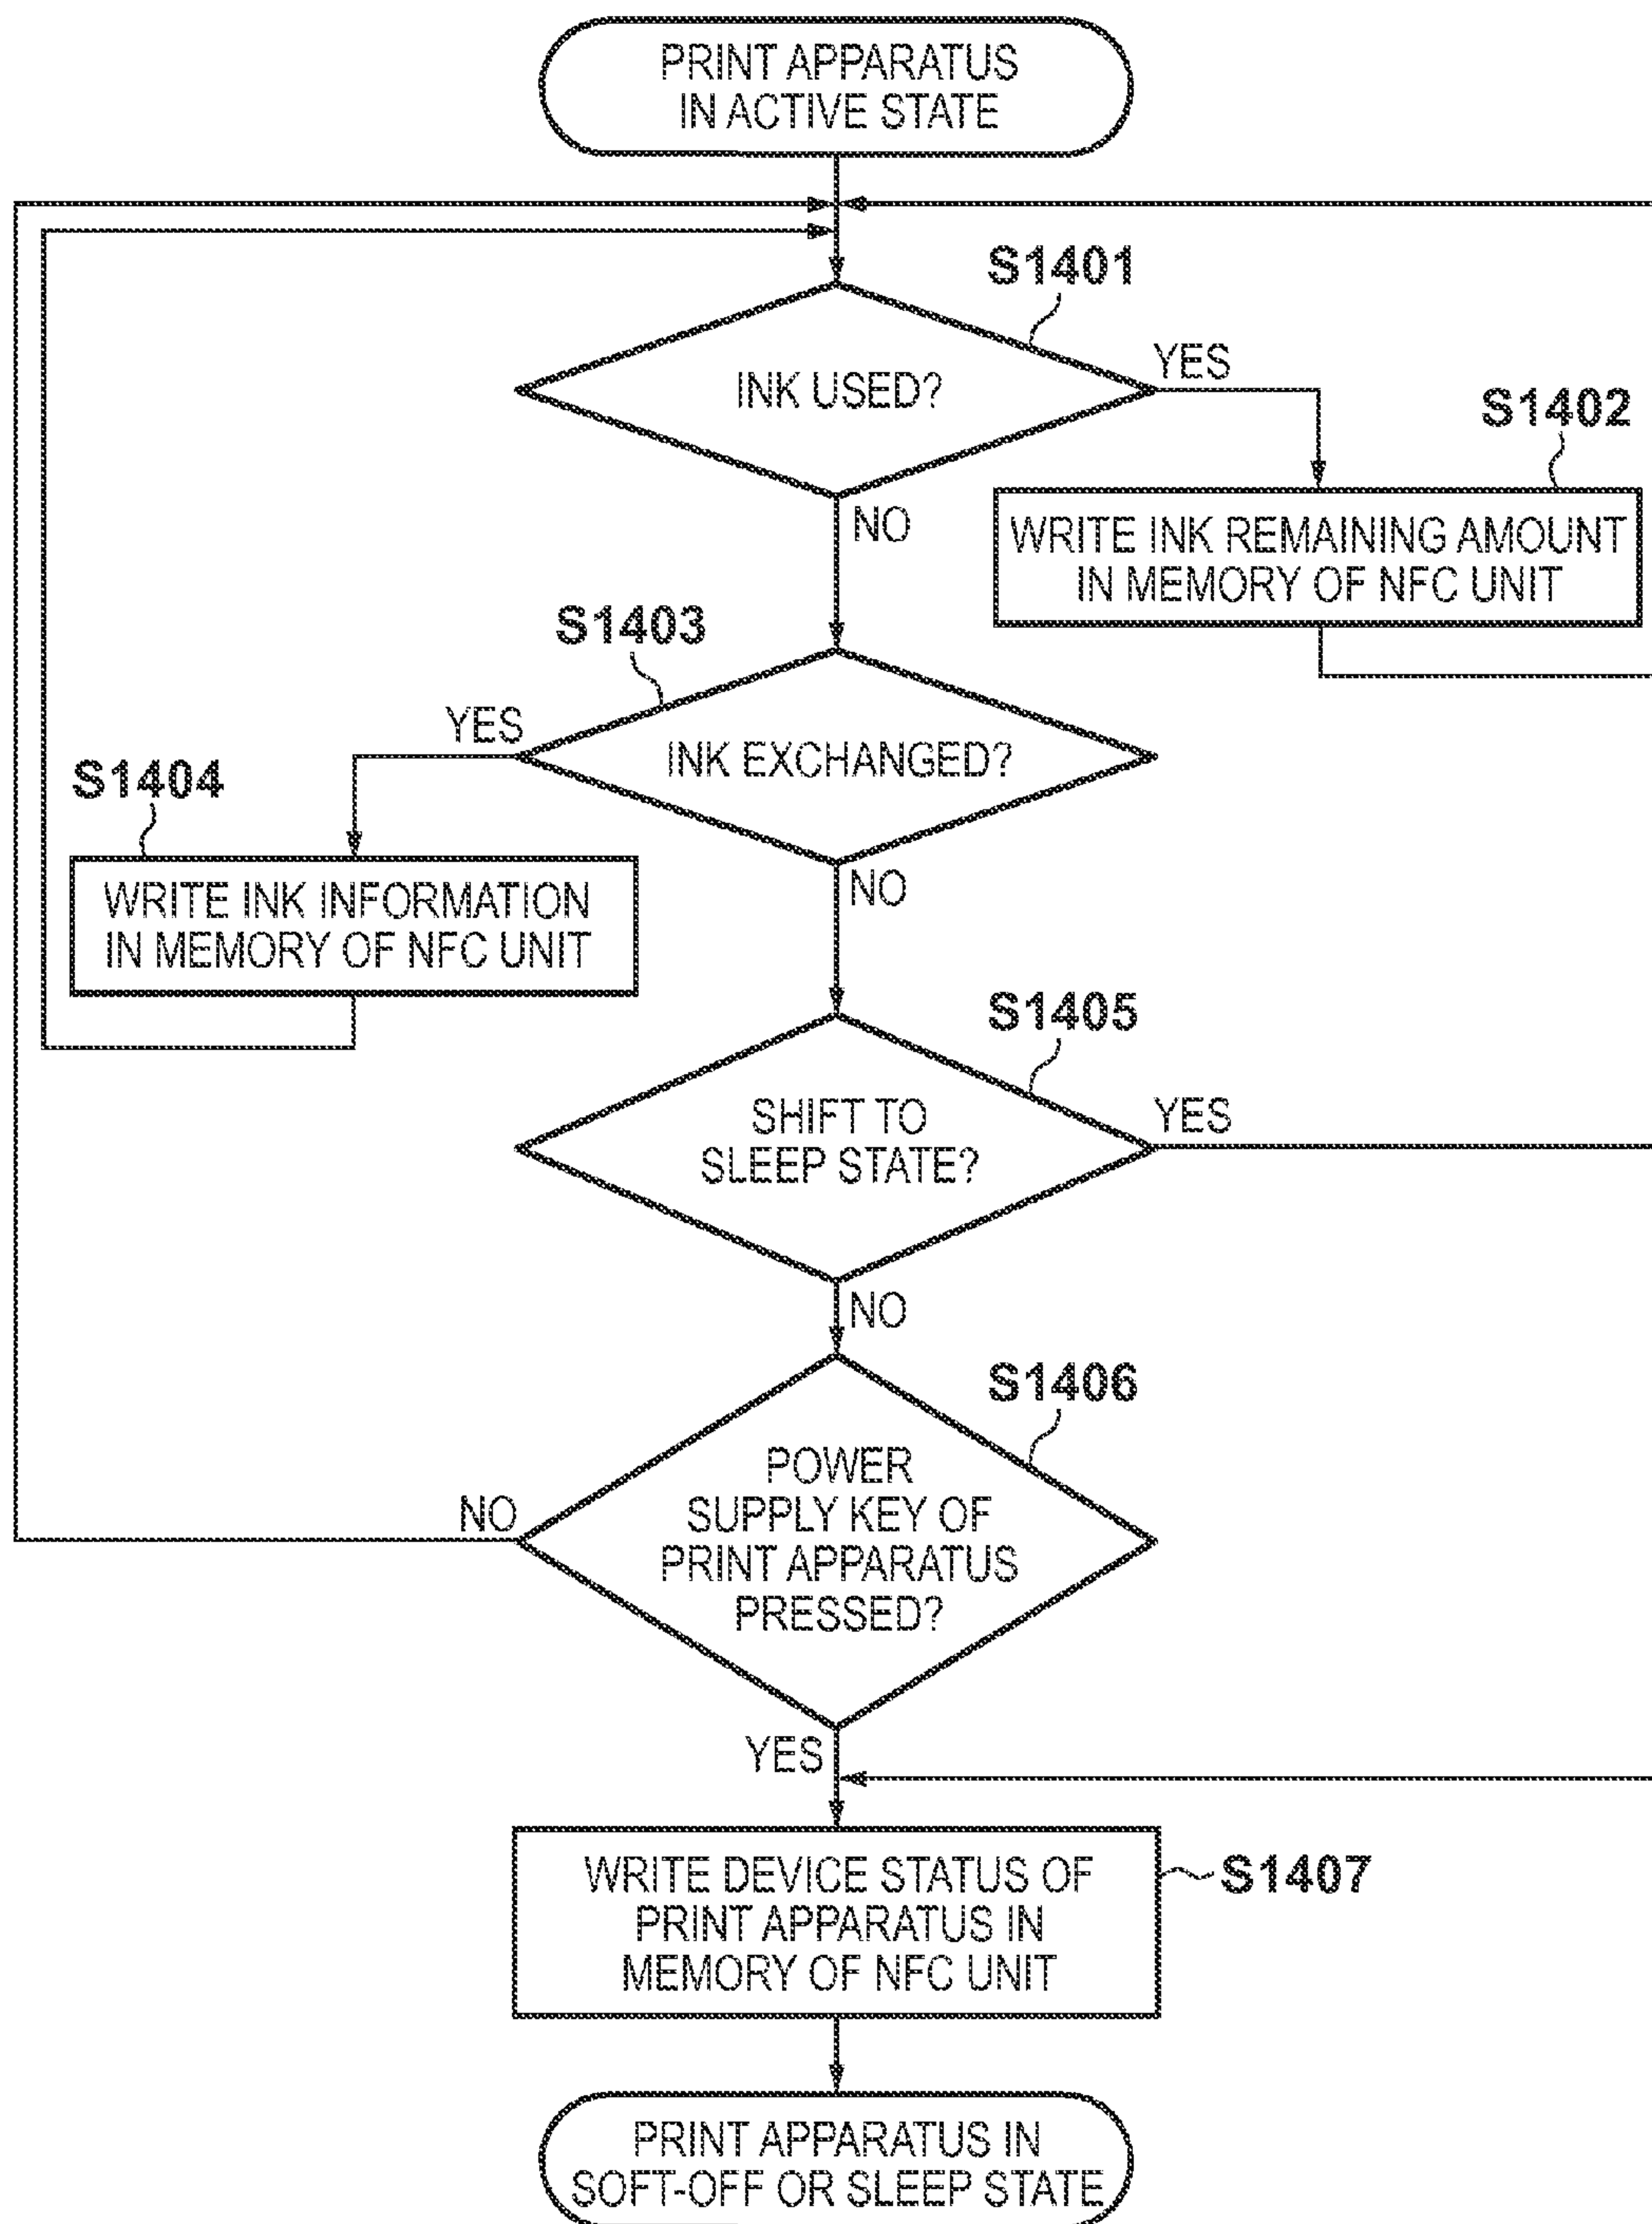 PRINT APPARATUS
IN ACTIVE STATE
S1401
INK USED?
YES
S1402
NO
WRITE INK REMAINING AMOUNT
IN MEMORY OF NFC UNIT
S1403
YES
INK EXCHANGED?
S1404
NO
WRITE INK INFORMATION
IN MEMORY OF NFC UNIT
S1405
SHIFT TO
SLEEP STATE?
YES
NO
S1406
POWER
SUPPLY KEY OF
PRINT APPARATUS
PRESSED?
NO
YES
WRITE DEVICE STATUS OF
PRINT APPARATUS IN
MEMORY OF NFC UNIT
S1407
PRINT APPARATUS IN
SOFT-OFF OR SLEEP STATE